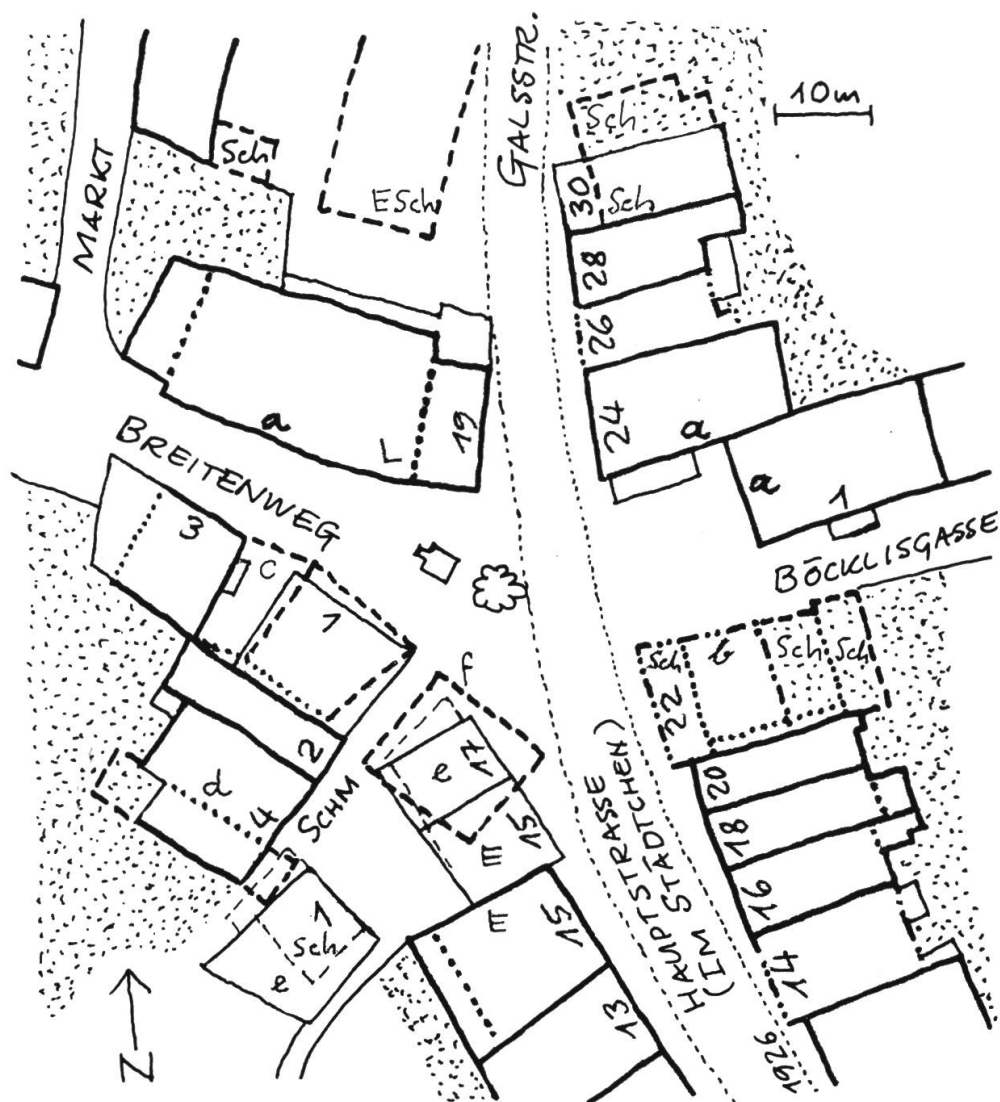 GALSSTR.
10 m
Sch
Sch
30
Sch
ESch
MARKT
28
26
24
a
19
L
a
a
1
BREITENWEG
BÖCKLISGASSE
3
C
1
Sch
b
Sch
Sch
22
f
17
e
2
20
d
4
SCHM
15
E
18
HAUPTSTRASSE
(IM STÄDTCHEN)
16
1
Sch
e
15
E
13
14
1926
N